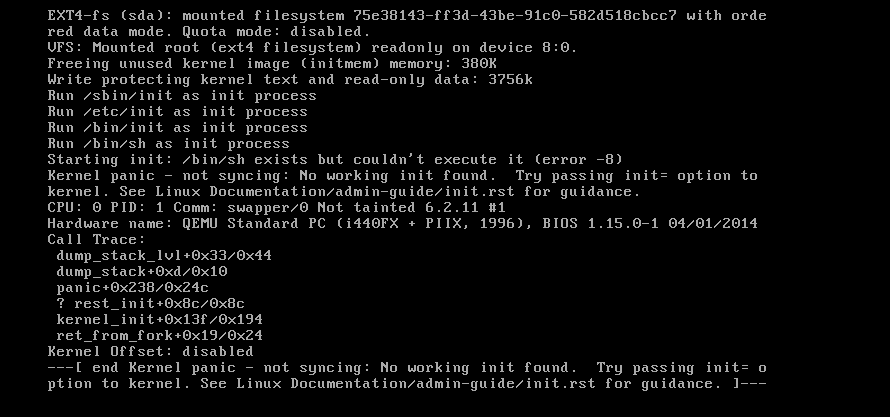 EXT4-fs (sda): mounted filesystem 75e38143-ff3d-43be-91c0-582d518cbcc7 with orde
red data mode. Quota mode: disabled.
VFS: Mounted root (ext4 filesystem) readonly on device 8:0.
Freeing unused kernel image (initmem) memory: 380K
Write protecting kernel text and read-only data: 3756k
Run /sbin/init as init process
Run /etc/init as init process
Run /bin/init as init process
Run /bin/sh as init process
Starting init: /bin/sh exists but couldn't execute it (error -8)
Kernel panic - not syncing: No working init found.  Try passing init= option to
kernel. See Linux Documentation/admin-guide/init.rst for guidance.
CPU: 0 PID: 1 Comm: swapper/0 Not tainted 6.2.11 #1
Hardware name: QEMU Standard PC (i440FX + PIIX, 1996), BIOS 1.15.0-1 04/01/2014
Call Trace:
 dump_stack_lvl+0x33/0x44
 dump_stack+0xd/0x10
 panic+0x238/0x24c
 ? rest_init+0x8c/0x8c
 kernel_init+0x13f/0x194
 ret_from_fork+0x19/0x24
Kernel Offset: disabled
---[ end Kernel panic - not syncing: No working init found.  Try passing init= o
ption to kernel. See Linux Documentation/admin-guide/init.rst for guidance. ]---